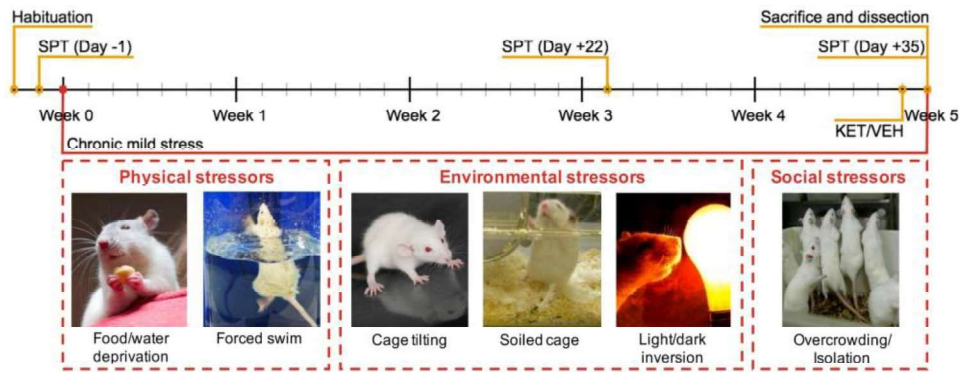 Habituation
Sacrifice and dissection
SPT (Day -1)
SPT (Day +22)
SPT (Day +35)
Week 0
Week 1
Week 2
Week 3
Week 4
Week 5
KET/VEH
Chronic mild stress
Physical stressors
Environmental stressors
Social stressors
Food/water
deprivation
Forced swim
Cage tilting
Soiled cage
Light/dark
inversion
Overcrowding/
Isolation